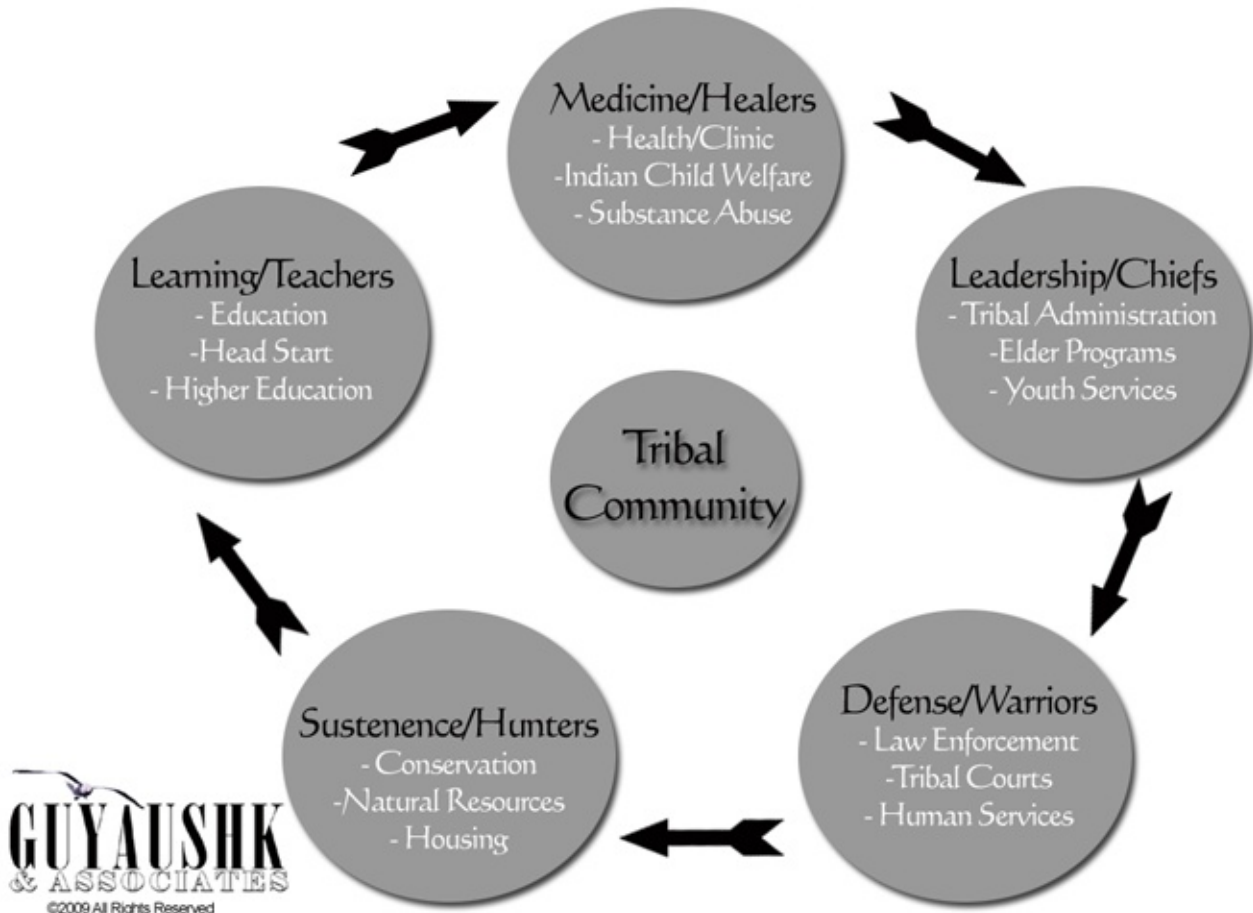 Medicine/Healers
- Health/Clinic
-Indian Child Welfare
- Substance Abuse
Leadership/Chiefs
- Tribal Administration
-Elder Programs
- Youth Services
Defense/Warriors
- Law Enforcement
-Tribal Courts
- Human Services
Sustenence/Hunters
- Conservation
-Natural Resources
- Housing
Learning/Teachers
- Education
-Head Start
- Higher Education
Tribal
Community
GUYAUSHK
& ASSOCIATES
©2009 All Rights Reserved